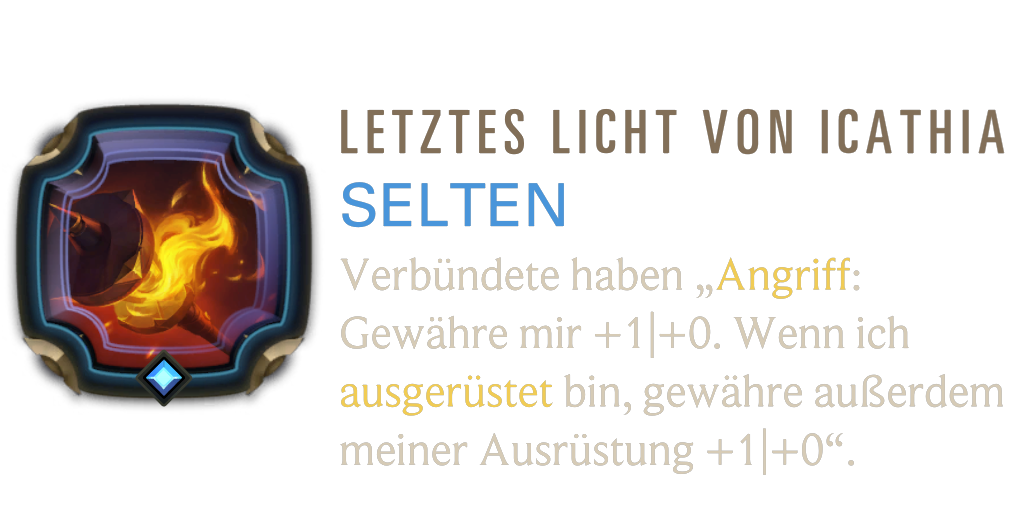 LETZTES LICHT VON ICATHIA
SELTEN
Verbündete haben „Angriff:
Gewähre mir +1|+0. Wenn ich
ausgerüstet bin, gewähre außerdem
meiner Ausrüstung +1|+0“.